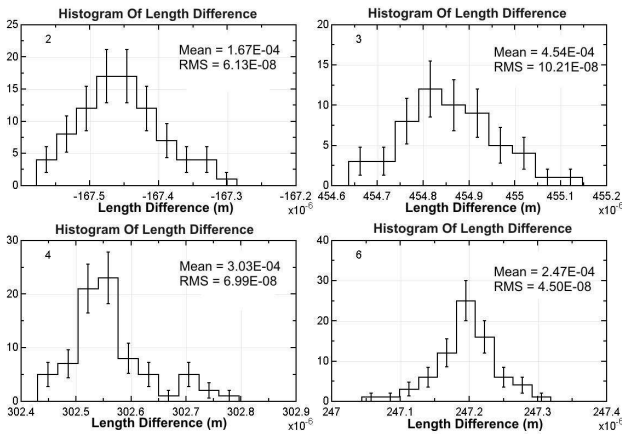 Histogram Of Length Difference
25
20
15
10
5
0
2
Mean = 1.67E-04
RMS = 6.13E-08
-167.5
-167.4
-167.3
-167.2
Length Difference (m)
x10⁻⁶
Histogram Of Length Difference
20
15
10
5
0
3
Mean = 4.54E-04
RMS = 10.21E-08
454.6
454.7
454.8
454.9
455
455.1
455.2
Length Difference (m)
x10⁻⁶
Histogram Of Length Difference
30
20
10
0
4
Mean = 3.03E-04
RMS = 6.99E-08
302.4
302.5
302.6
302.7
302.8
302.9
Length Difference (m)
x10⁻⁶
Histogram Of Length Difference
40
30
20
10
0
6
Mean = 2.47E-04
RMS = 4.50E-08
247
247.1
247.2
247.3
247.4
Length Difference (m)
x10⁻⁶